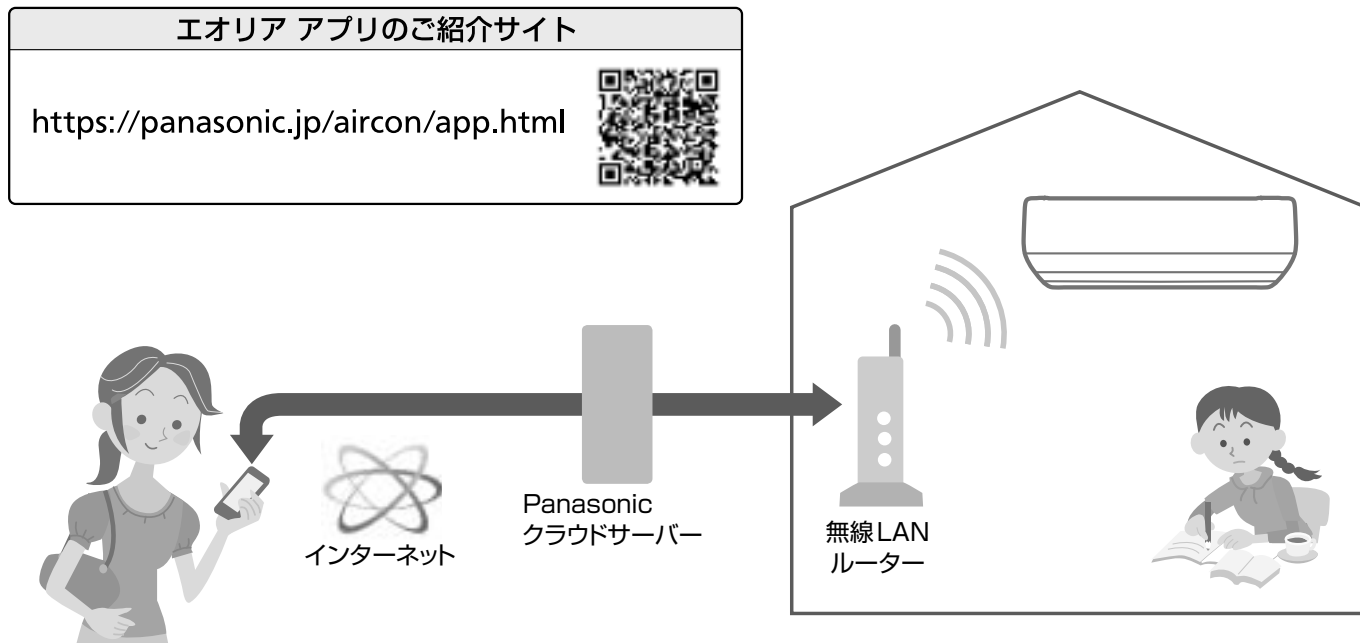 エオリア アプリのご紹介サイト
https://panasonic.jp/aircon/app.html
インターネット
Panasonic
クラウドサーバー
無線LAN
ルーター